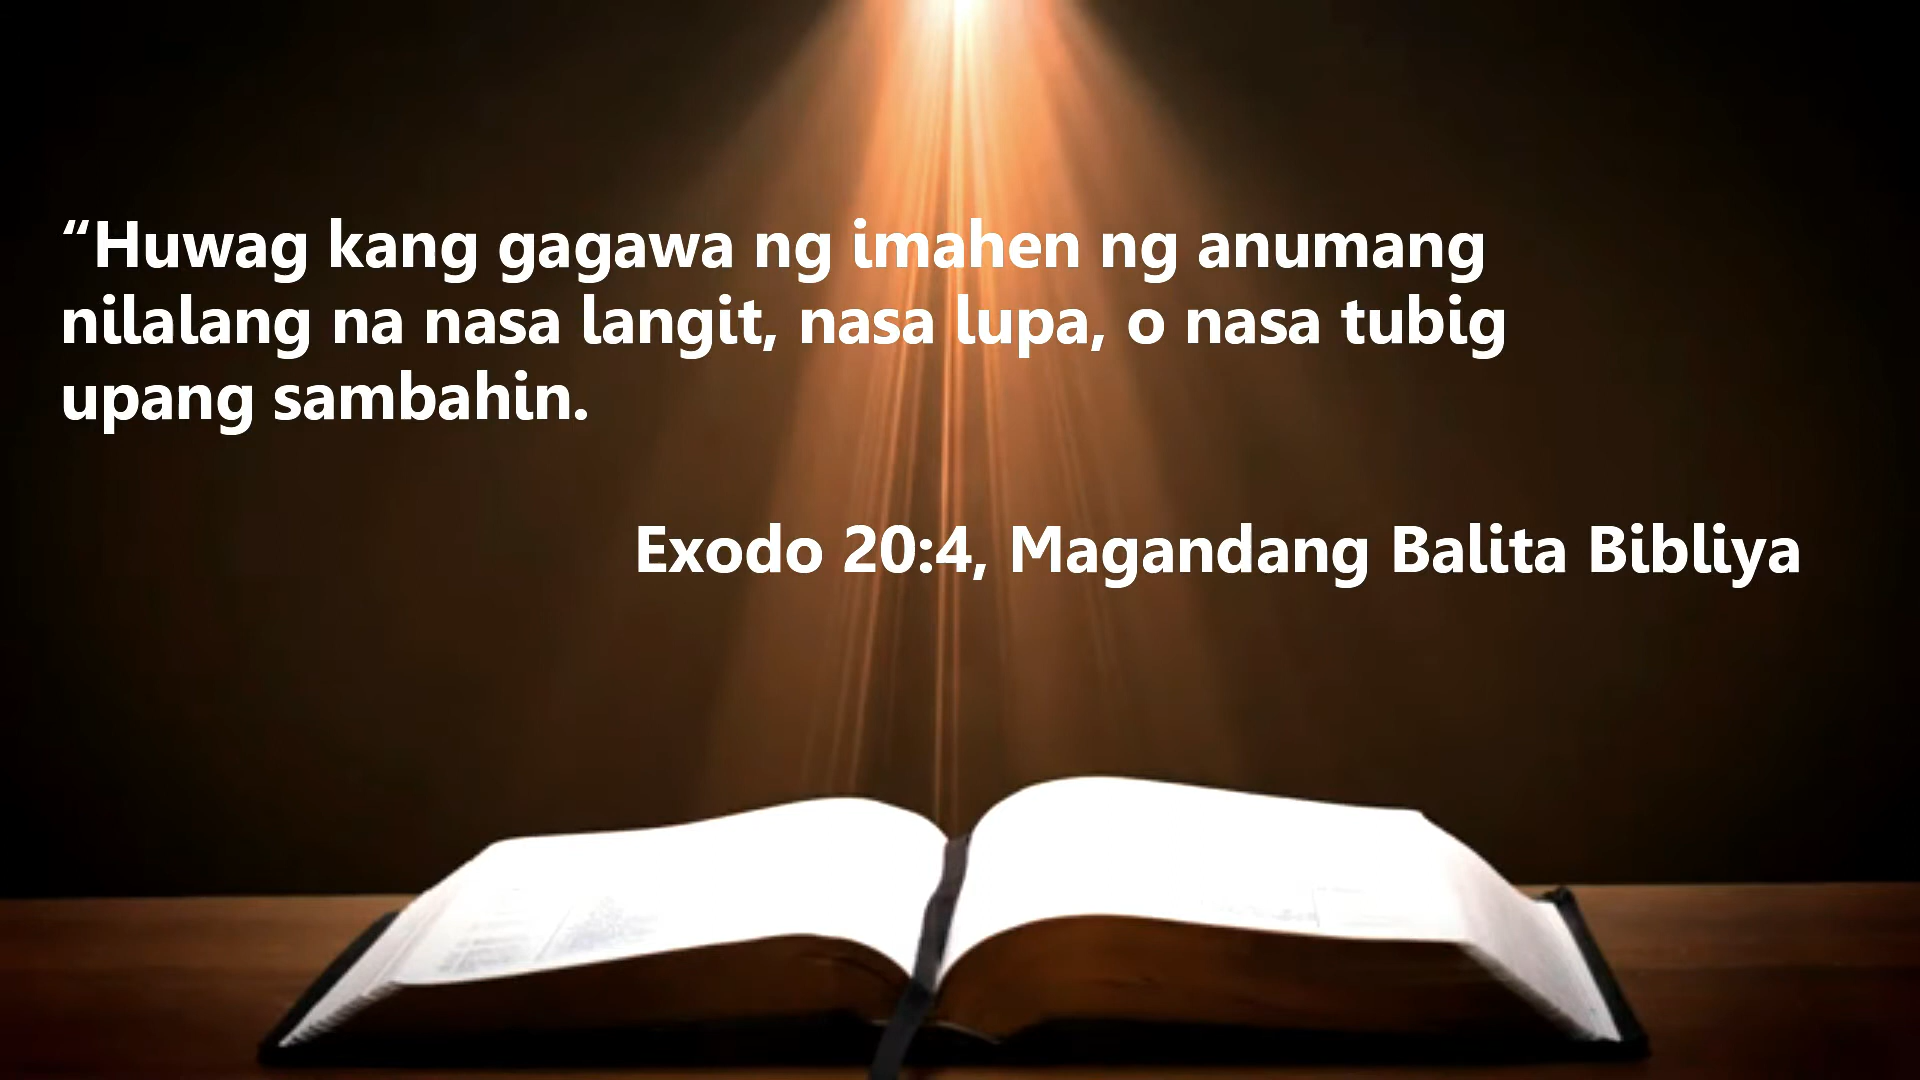 “Huwag kang gagawa ng imahen ng anumang
nilalang na nasa langit, nasa lupa, o nasa tubig
upang sambahin.
Exodo 20:4, Magandang Balita Bibliya